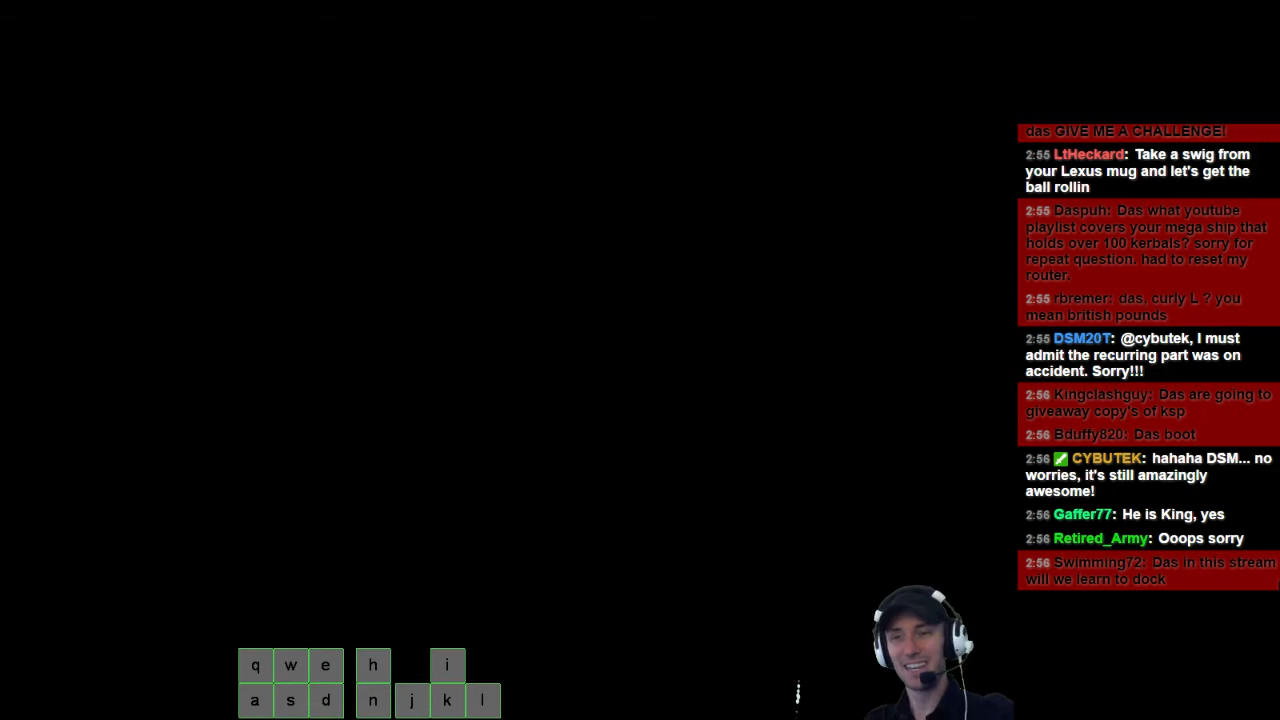 das GIVE ME A CHALLENGE!
2:55 LtHeckard: Take a swig from
your Lexus mug and let's get the
ball rollin
2:55 Daspuh: Das what youtube
playlist covers your mega ship that
holds over 100 kerbals? sorry for
repeat question. had to reset my
router.
2:55 rbremer: das, curly L ? you
mean british pounds
2:55 DSM20T: @cybutek, I must
admit the recurring part was on
accident. Sorry!!!
2:56 Kingclashguy: Das are going to
giveaway copy's of ksp
2:56 Bduffy820: Das boot
2:56 CYBUTEK: hahaha DSM... no
worries, it's still amazingly
awesome!
2:56 Gaffer77: He is King, yes
2:56 Retired_Army: Ooops sorry
2:56 Swimming72: Das in this stream
will we learn to dock
q w e h i
a s d n j k l